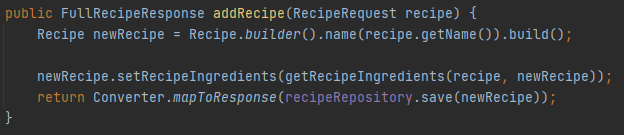 public FullRecipeResponse addRecipe(RecipeRequest recipe) {
    Recipe newRecipe = Recipe.builder().name(recipe.getName()).build();

    newRecipe.setRecipeIngredients(getRecipeIngredients(recipe, newRecipe));
    return Converter.mapToResponse(recipeRepository.save(newRecipe));
}